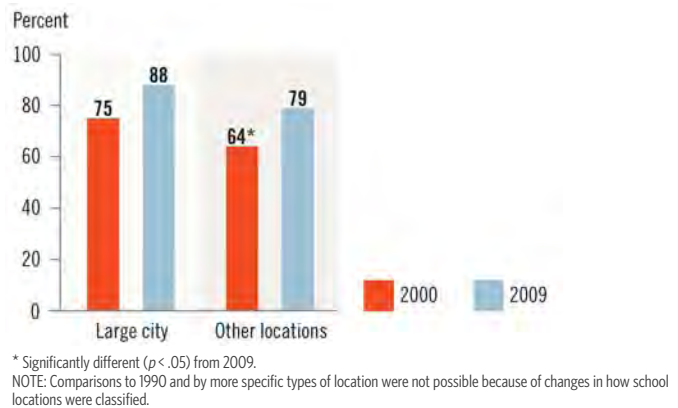 Percent
100
80
60
40
20
0
75
88
64*
79
Large city
Other locations
2000
2009
* Significantly different (p < .05) from 2009.
NOTE: Comparisons to 1990 and by more specific types of location were not possible because of changes in how school
locations were classified.